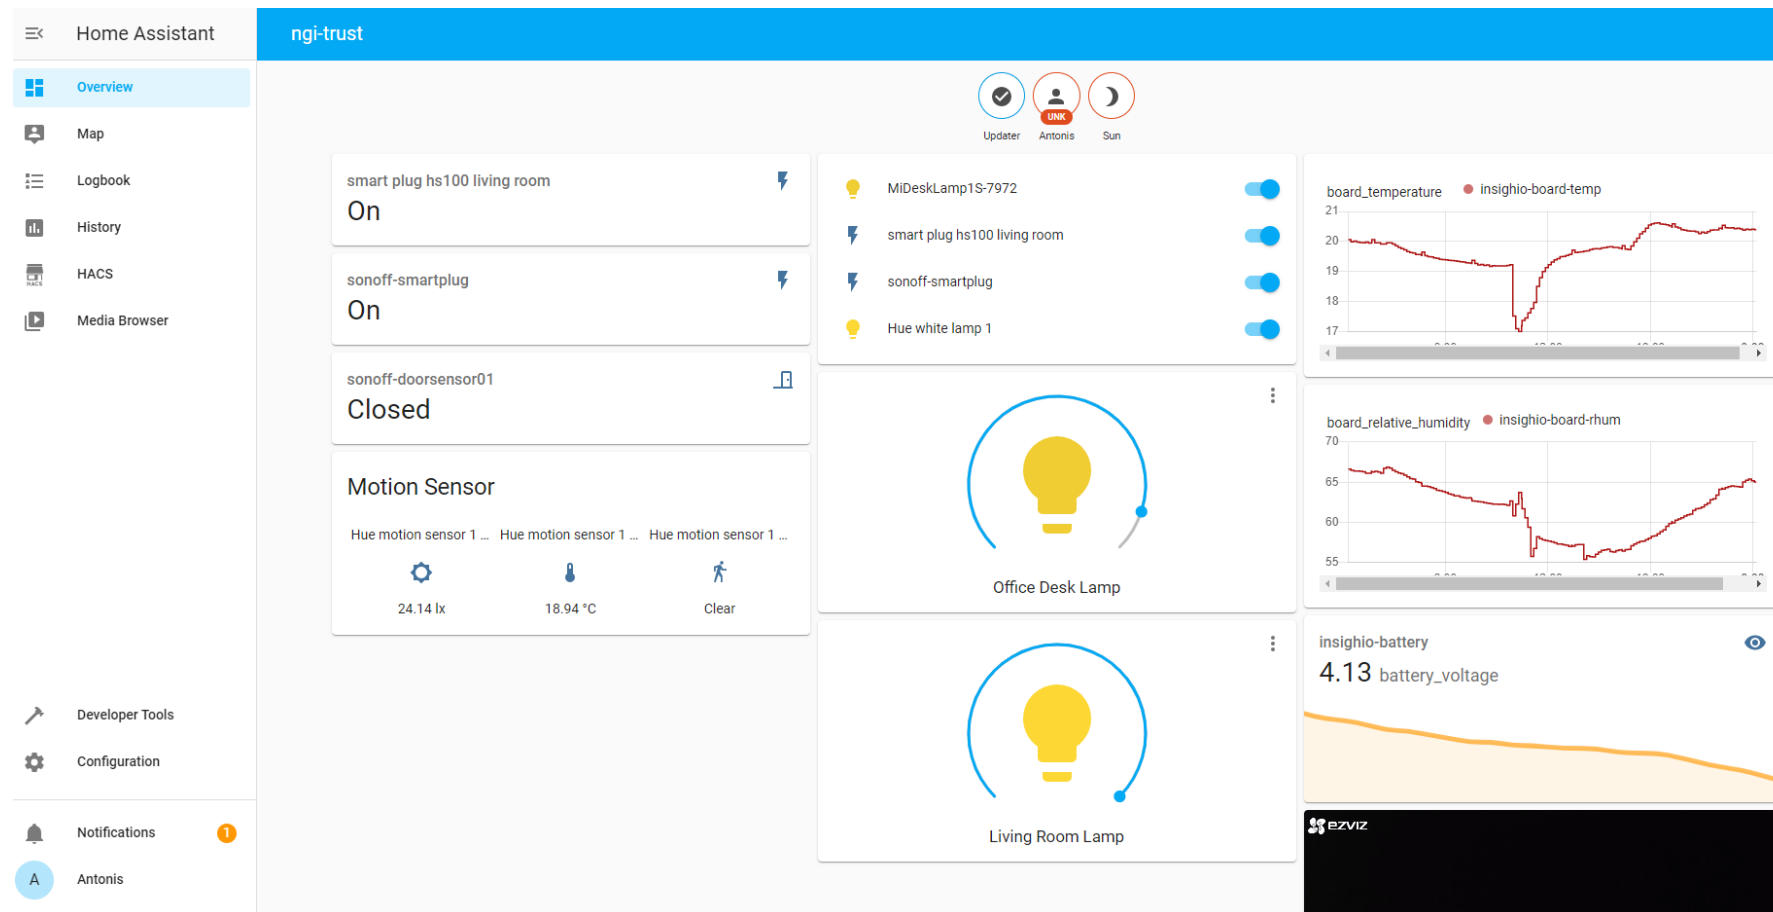 Home Assistant
ngi-trust
Overview
Map
Logbook
History
HACS
HACS
Media Browser
Developer Tools
Configuration
Notifications
1
A
Antonis
UNK
Updater
Antonis
Sun
smart plug hs100 living room
On
sonoff-smartplug
On
sonoff-doorsensor01
Closed
Motion Sensor
Hue motion sensor 1 ...
Hue motion sensor 1 ...
Hue motion sensor 1 ...
24.14 lx
18.94 °C
Clear
MiDeskLamp1S-7972
smart plug hs100 living room
sonoff-smartplug
Hue white lamp 1
Office Desk Lamp
Living Room Lamp
board_temperature
insighio-board-temp
21
20
19
18
17
board_relative_humidity
insighio-board-rhum
70
65
60
55
insighio-battery
4.13 battery_voltage
ezviz